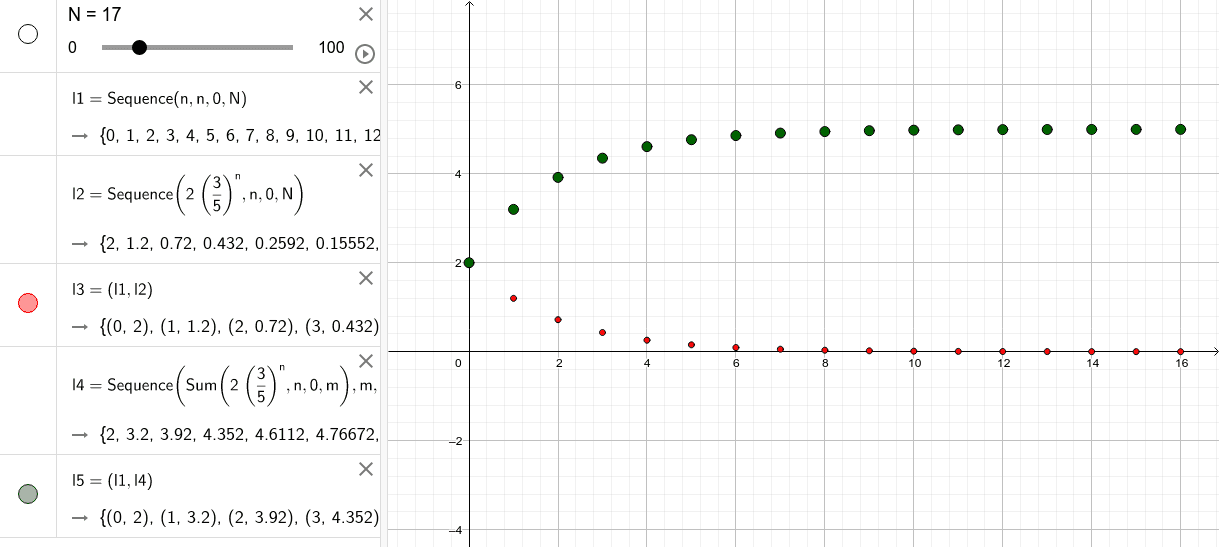 N = 17
0 100
l1 = Sequence(n, n, 0, N)
→ {0, 1, 2, 3, 4, 5, 6, 7, 8, 9, 10, 11, 12
l2 = Sequence(2 (3/5)^n, n, 0, N)
→ {2, 1.2, 0.72, 0.432, 0.2592, 0.15552,
l3 = (l1, l2)
→ {(0, 2), (1, 1.2), (2, 0.72), (3, 0.432)
l4 = Sequence(Sum(2 (3/5)^n, n, 0, m), m,
→ {2, 3.2, 3.92, 4.352, 4.6112, 4.76672,
l5 = (l1, l4)
→ {(0, 2), (1, 3.2), (2, 3.92), (3, 4.352)
6
4
2
0 2 4 6 8 10 12 14 16
–2
–4